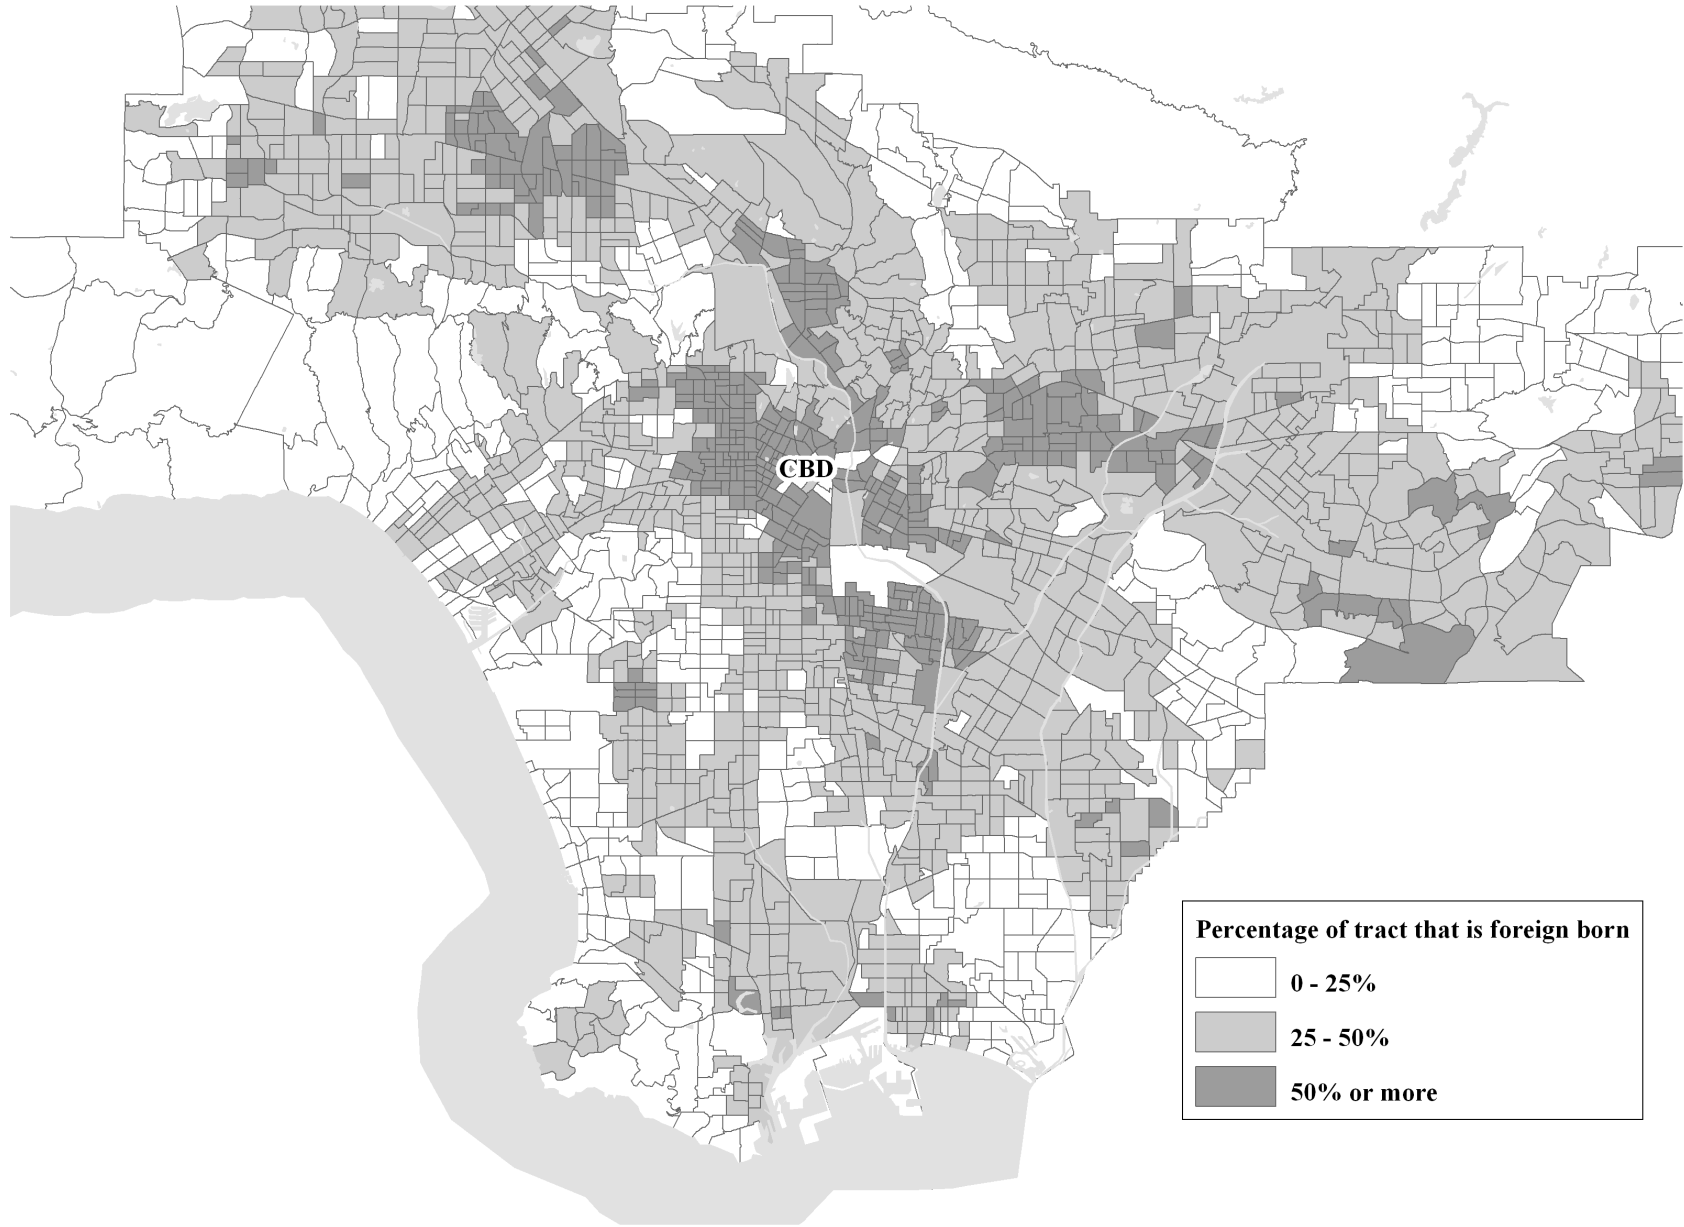 CBD
Percentage of tract that is foreign born
0 - 25%
25 - 50%
50% or more